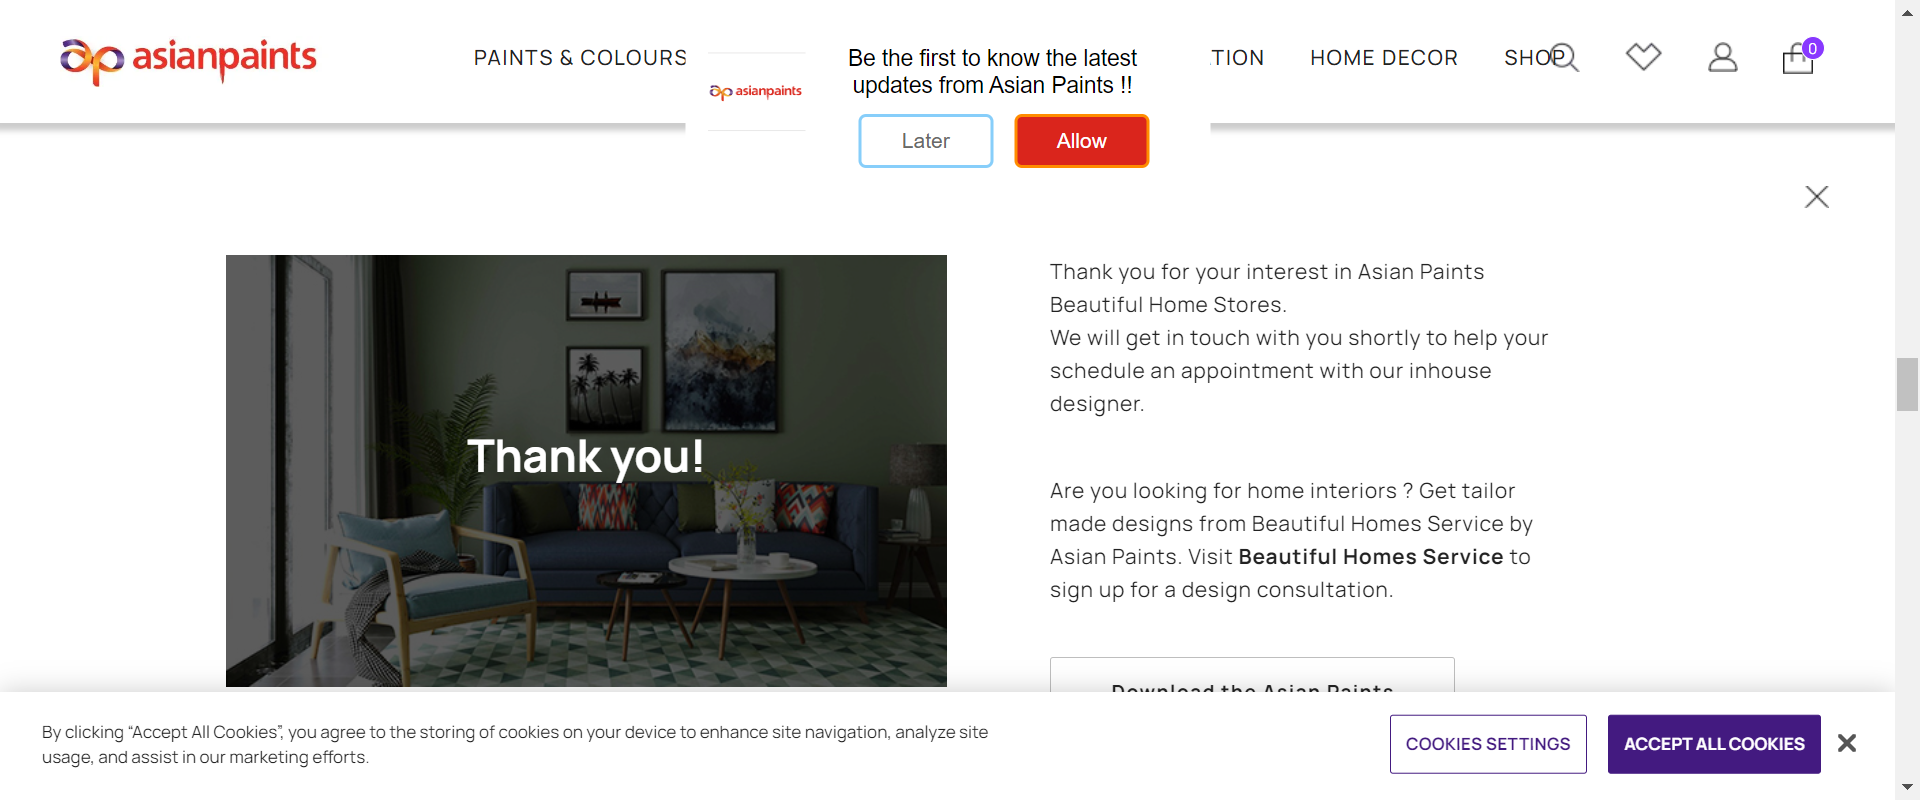 asianpaints
PAINTS & COLOURS
TION
HOME DECOR
SHOP
0
asianpaints
Be the first to know the latest
updates from Asian Paints !!
Later
Allow
Thank you!
Thank you for your interest in Asian Paints
Beautiful Home Stores.
We will get in touch with you shortly to help your
schedule an appointment with our inhouse
designer.
Are you looking for home interiors ? Get tailor
made designs from Beautiful Homes Service by
Asian Paints. Visit Beautiful Homes Service to
sign up for a design consultation.
Download the Asian Paints
By clicking “Accept All Cookies”, you agree to the storing of cookies on your device to enhance site navigation, analyze site
usage, and assist in our marketing efforts.
COOKIES SETTINGS
ACCEPT ALL COOKIES